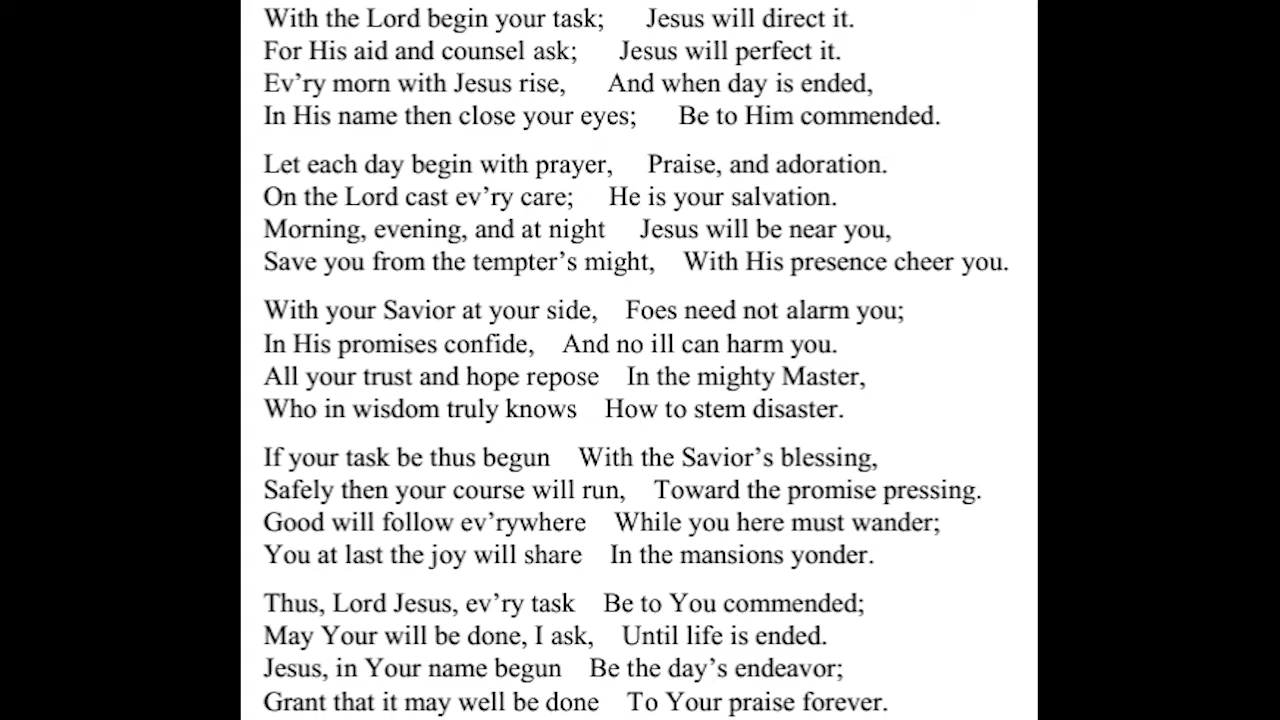 With the Lord begin your task; Jesus will direct it.
For His aid and counsel ask; Jesus will perfect it.
Ev’ry morn with Jesus rise, And when day is ended,
In His name then close your eyes; Be to Him commended.
Let each day begin with prayer, Praise, and adoration.
On the Lord cast ev’ry care; He is your salvation.
Morning, evening, and at night Jesus will be near you,
Save you from the tempter’s might, With His presence cheer you.
With your Savior at your side, Foes need not alarm you;
In His promises confide, And no ill can harm you.
All your trust and hope repose In the mighty Master,
Who in wisdom truly knows How to stem disaster.
If your task be thus begun With the Savior’s blessing,
Safely then your course will run, Toward the promise pressing.
Good will follow ev’rywhere While you here must wander;
You at last the joy will share In the mansions yonder.
Thus, Lord Jesus, ev’ry task Be to You commended;
May Your will be done, I ask, Until life is ended.
Jesus, in Your name begun Be the day’s endeavor;
Grant that it may well be done To Your praise forever.